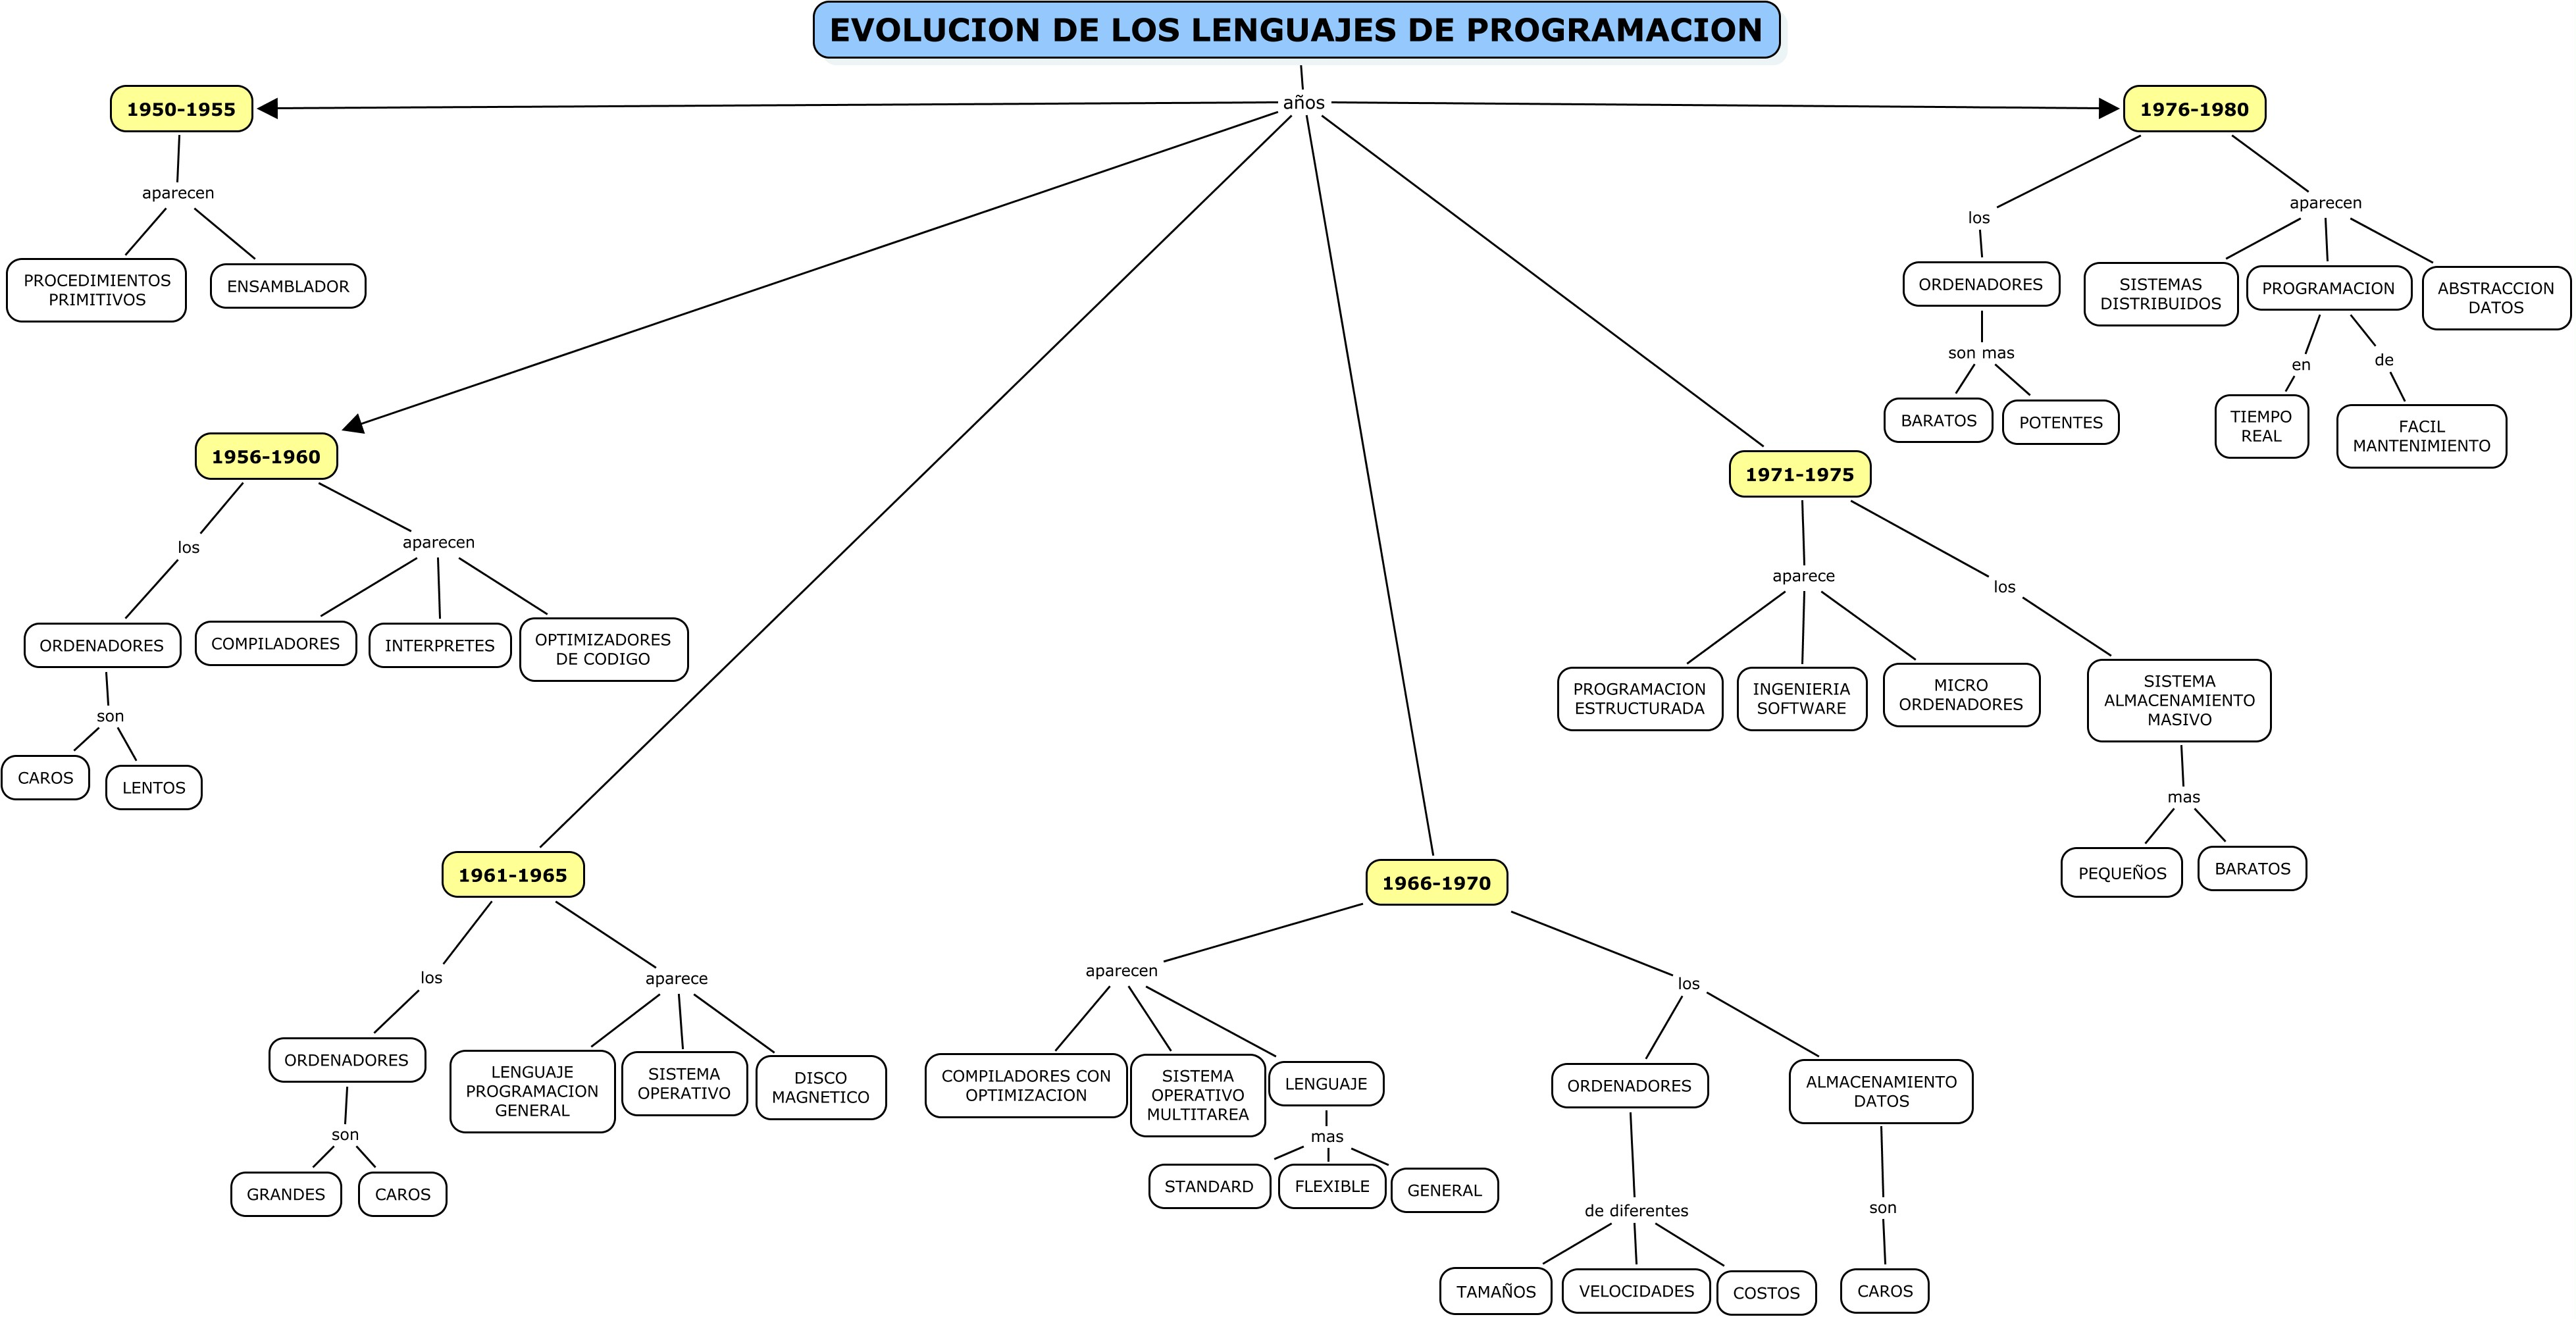 EVOLUCION DE LOS LENGUAJES DE PROGRAMACION
años
1950-1955
aparecen
PROCEDIMIENTOS
PRIMITIVOS
ENSAMBLADOR
1956-1960
los
ORDENADORES
son
CAROS
LENTOS
aparecen
COMPILADORES
INTERPRETES
OPTIMIZADORES
DE CODIGO
1961-1965
los
ORDENADORES
son
GRANDES
CAROS
aparece
LENGUAJE
PROGRAMACION
GENERAL
SISTEMA
OPERATIVO
DISCO
MAGNETICO
1966-1970
aparecen
COMPILADORES CON
OPTIMIZACION
SISTEMA
OPERATIVO
MULTITAREA
LENGUAJE
mas
STANDARD
FLEXIBLE
GENERAL
los
ORDENADORES
de diferentes
TAMAÑOS
VELOCIDADES
COSTOS
ALMACENAMIENTO
DATOS
son
CAROS
1971-1975
aparece
PROGRAMACION
ESTRUCTURADA
INGENIERIA
SOFTWARE
MICRO
ORDENADORES
los
SISTEMA
ALMACENAMIENTO
MASIVO
mas
PEQUEÑOS
BARATOS
1976-1980
los
ORDENADORES
son mas
BARATOS
POTENTES
aparecen
SISTEMAS
DISTRIBUIDOS
PROGRAMACION
en
TIEMPO
REAL
de
FACIL
MANTENIMIENTO
ABSTRACCION
DATOS